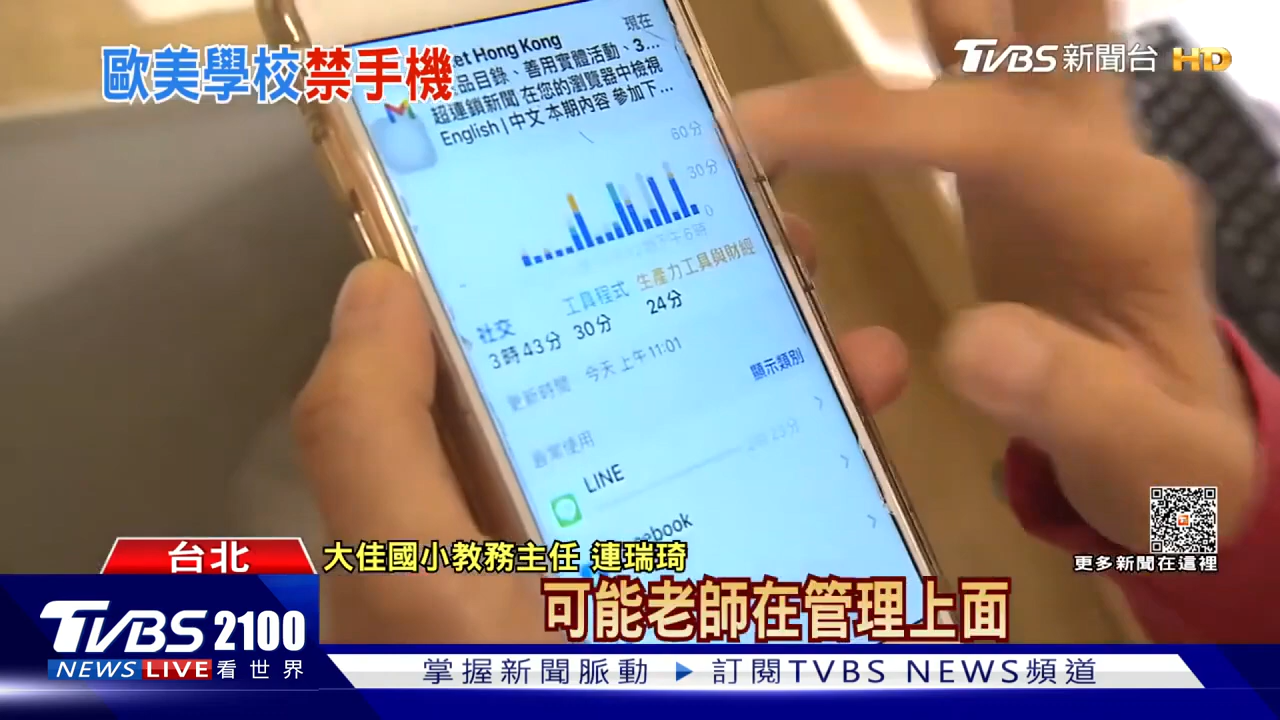 歐美學校禁手機
TVBS新聞台 HD
et Hong Kong
現在
品目錄、善用實體活動、3...
超連鎖新聞 在您的瀏覽器中檢視
English | 中文 本期內容 參加下...
60分
30分
0
社交
工具程式
生產力工具與財經
3時43分
30分
24分
更新時間
今天上午11:01
顯示類別
最常使用
LINE
更多新聞在這裡
台北
大佳國小教務主任 連瑞琦
可能老師在管理上面
TVBS 2100
NEWS LIVE 看世界
掌握新聞脈動 ▶ 訂閱TVBS NEWS頻道